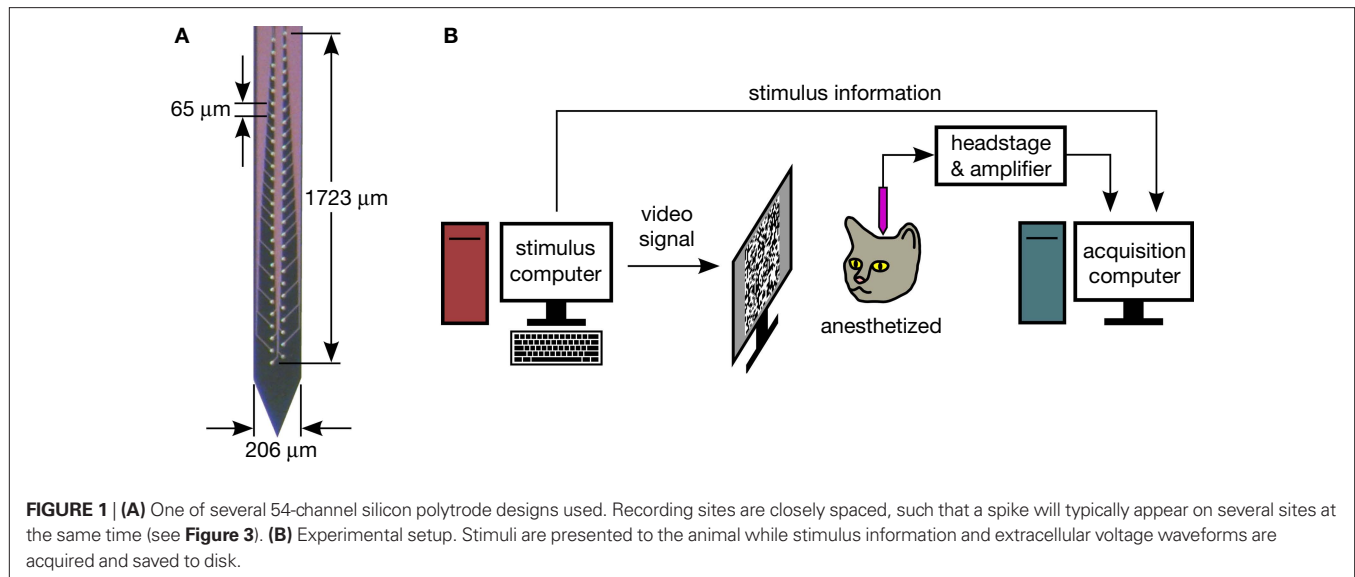 A
B
65 μm
1723 μm
206 μm
stimulus information
headstage
& amplifier
video
signal
stimulus
computer
acquisition
computer
anesthetized
FIGURE 1 | (A) One of several 54-channel silicon polytrode designs used. Recording sites are closely spaced, such that a spike will typically appear on several sites at
the same time (see Figure 3). (B) Experimental setup. Stimuli are presented to the animal while stimulus information and extracellular voltage waveforms are
acquired and saved to disk.